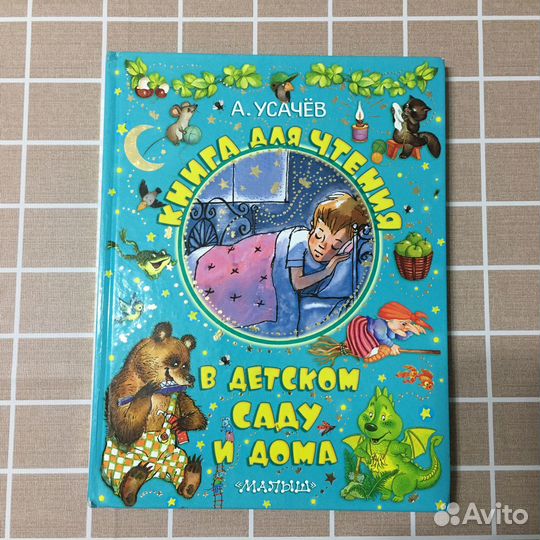 А. УСАЧЁВ
КНИГА ДЛЯ ЧТЕНИЯ
В ДЕТСКОМ
САДУ
И ДОМА
«МАЛЫШ»
Avito